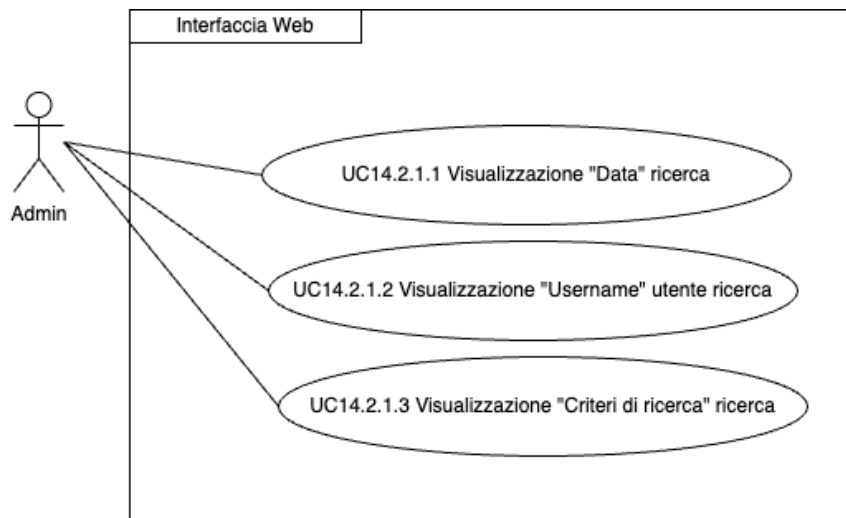 Interfaccia Web
Admin
UC14.2.1.1 Visualizzazione "Data" ricerca
UC14.2.1.2 Visualizzazione "Username" utente ricerca
UC14.2.1.3 Visualizzazione "Criteri di ricerca" ricerca